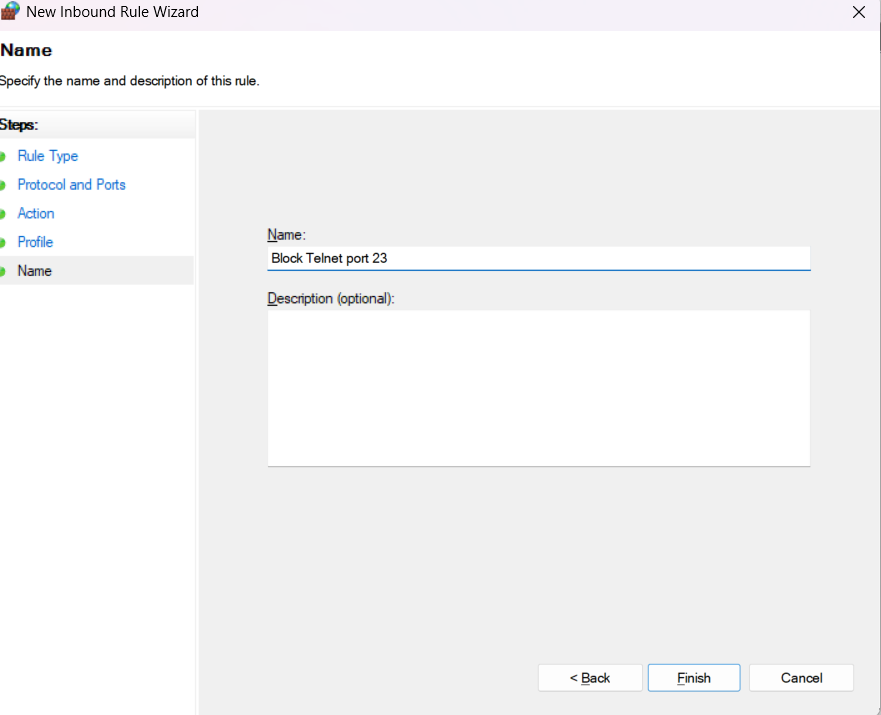 New Inbound Rule Wizard
Name
Specify the name and description of this rule.
Steps:
Rule Type
Protocol and Ports
Action
Profile
Name
Name:
Block Telnet port 23
Description (optional):
< Back
Finish
Cancel